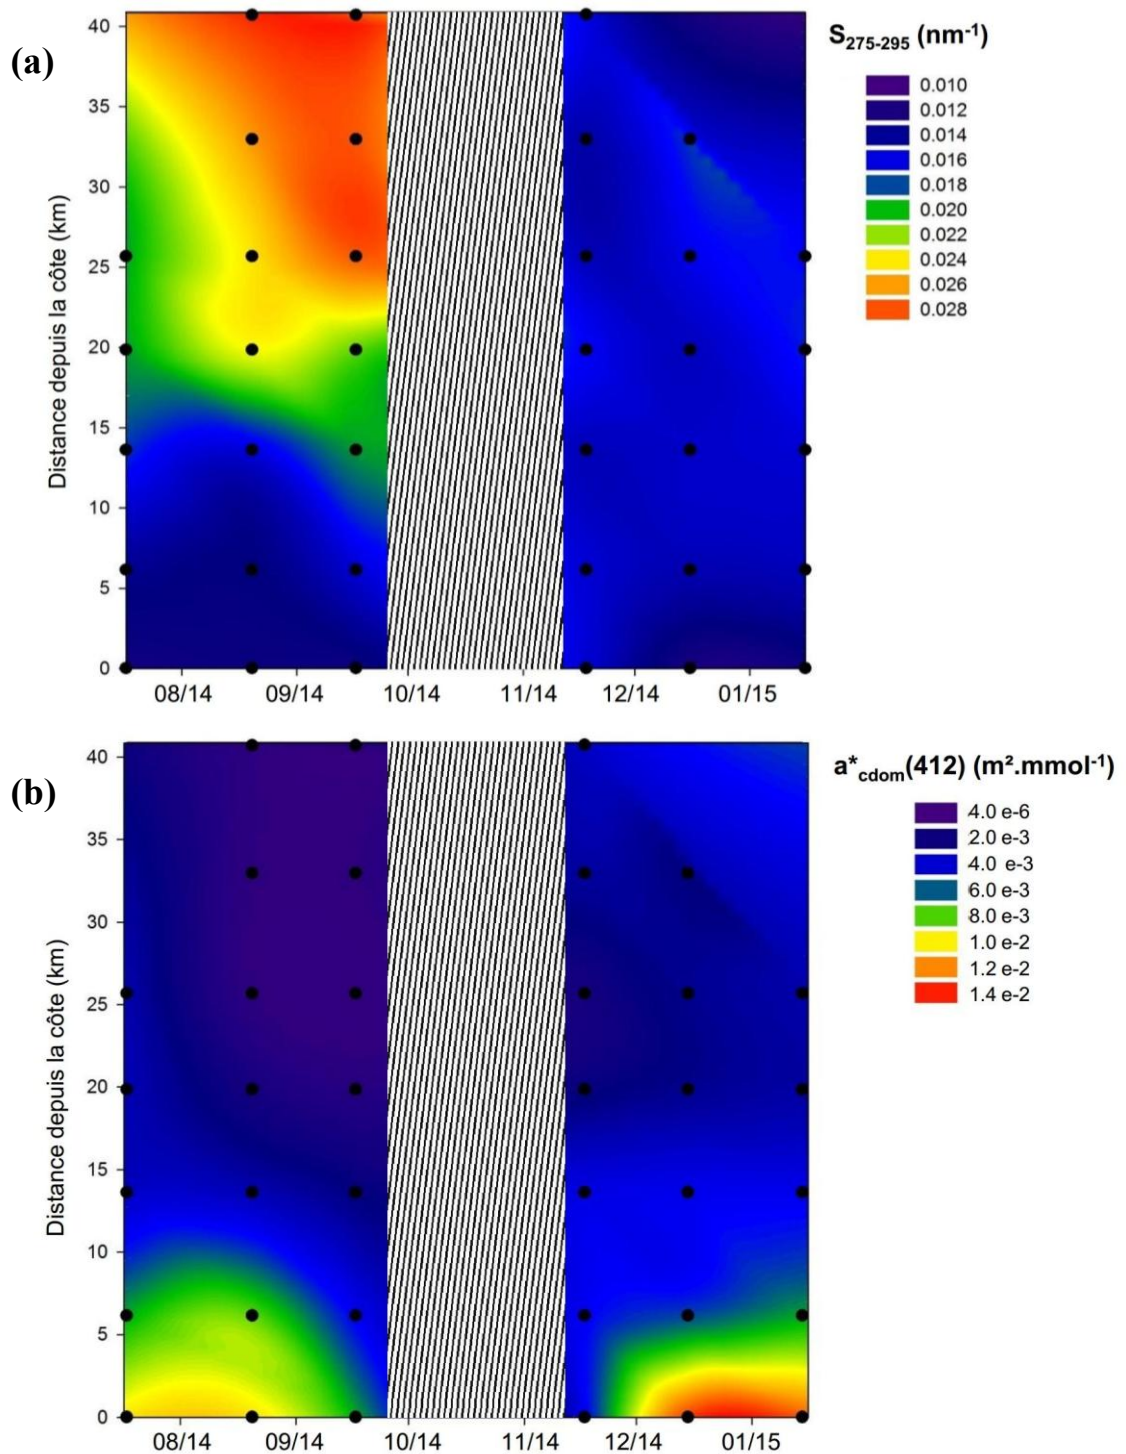 (a)
S275-295 (nm-1)
0.010
0.012
0.014
0.016
0.018
0.020
0.022
0.024
0.026
0.028
Distance depuis la côte (km)
40
35
30
25
20
15
10
5
0
08/14 09/14 10/14 11/14 12/14 01/15
(b)
a*cdom(412) (m².mmol-1)
4.0 e-6
2.0 e-3
4.0 e-3
6.0 e-3
8.0 e-3
1.0 e-2
1.2 e-2
1.4 e-2
Distance depuis la côte (km)
40
35
30
25
20
15
10
5
0
08/14 09/14 10/14 11/14 12/14 01/15